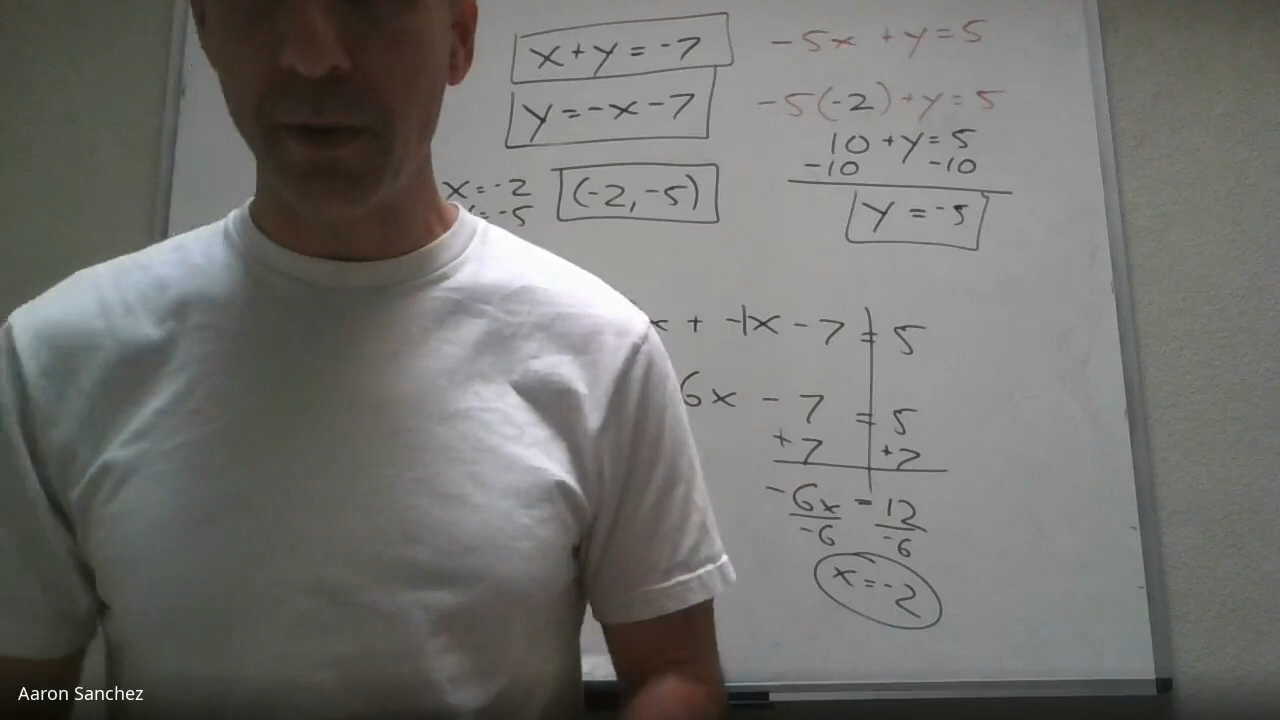 x+y=-7
y=-x-7
x=-2
=-5
(-2,-5)
-5x+y=5
-5(-2)+y=5
10+y=5
-10 -10
y=-5
x + -1x - 7 = 5
6x - 7 = 5
+7 +7
-6x = 12
-6 -6
x=-2
Aaron Sanchez